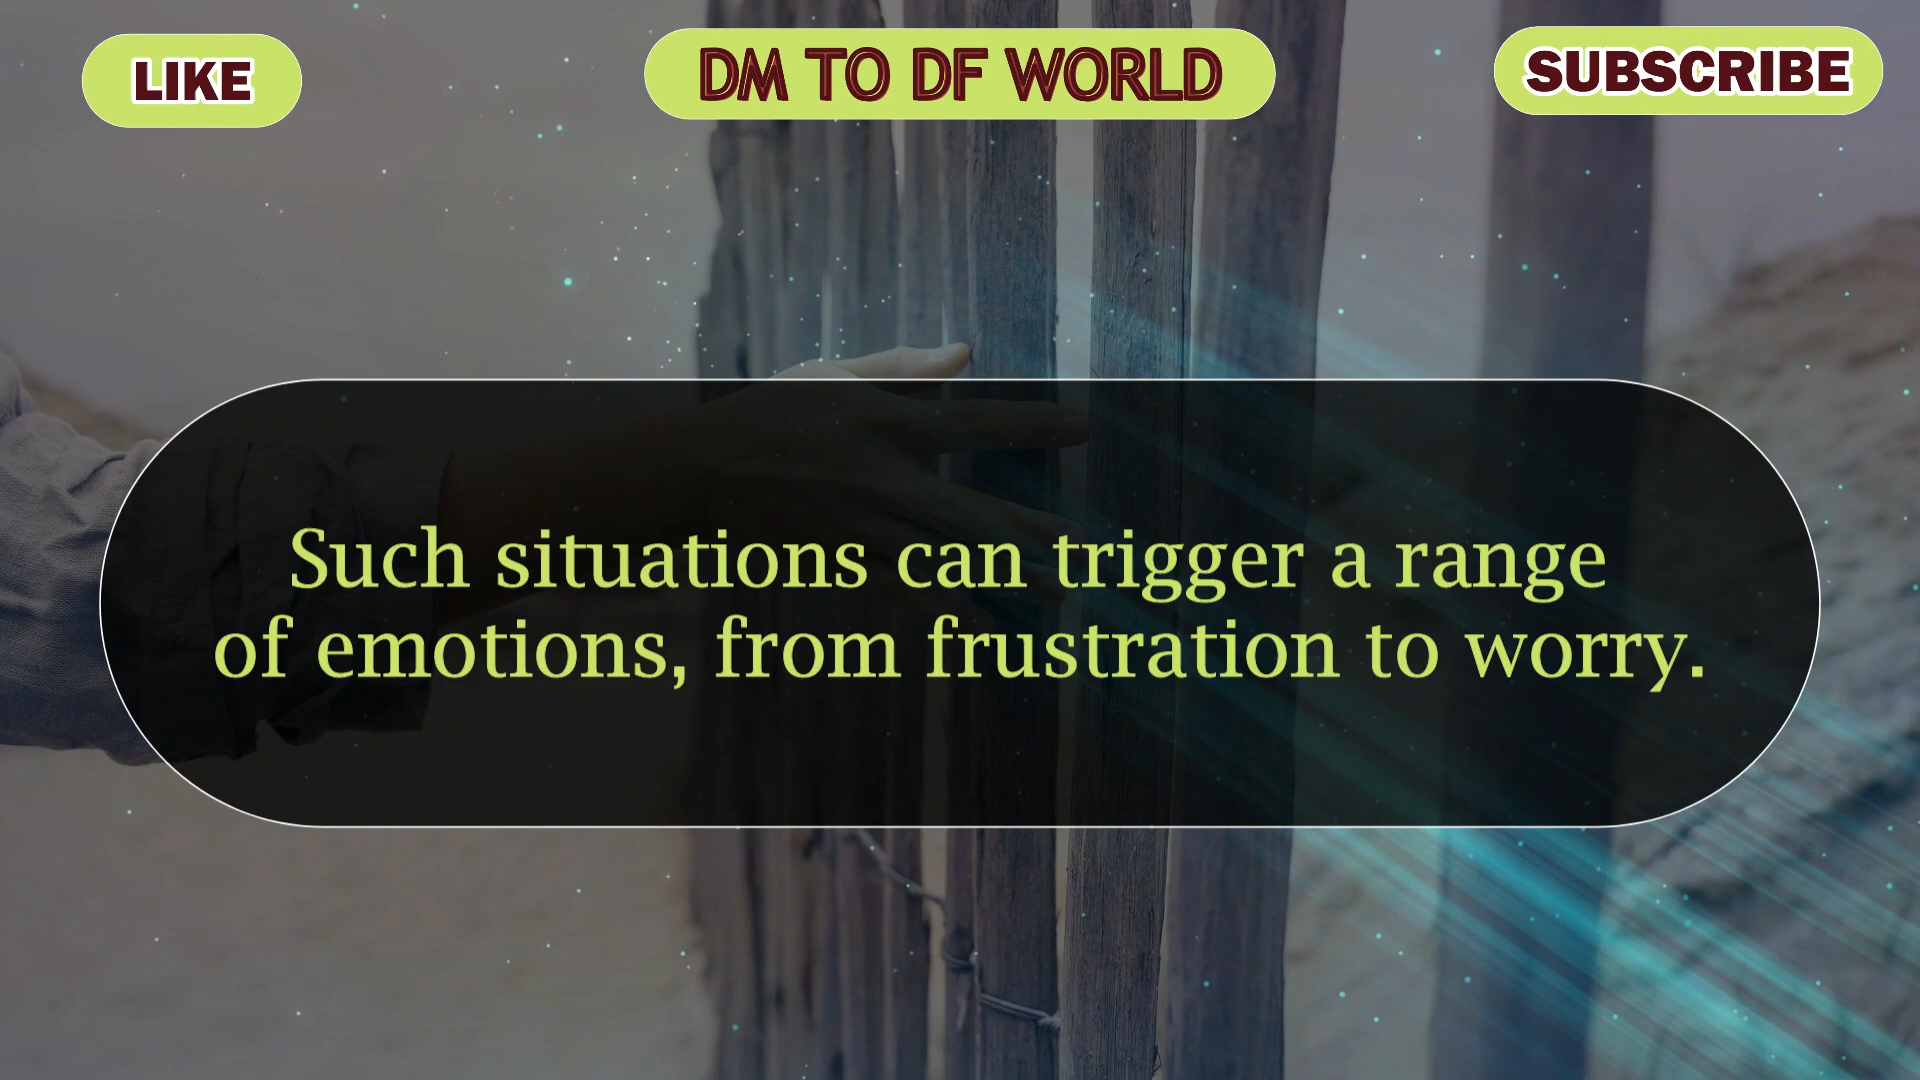 LIKE
DM TO DF WORLD
SUBSCRIBE
Such situations can trigger a range
of emotions, from frustration to worry.